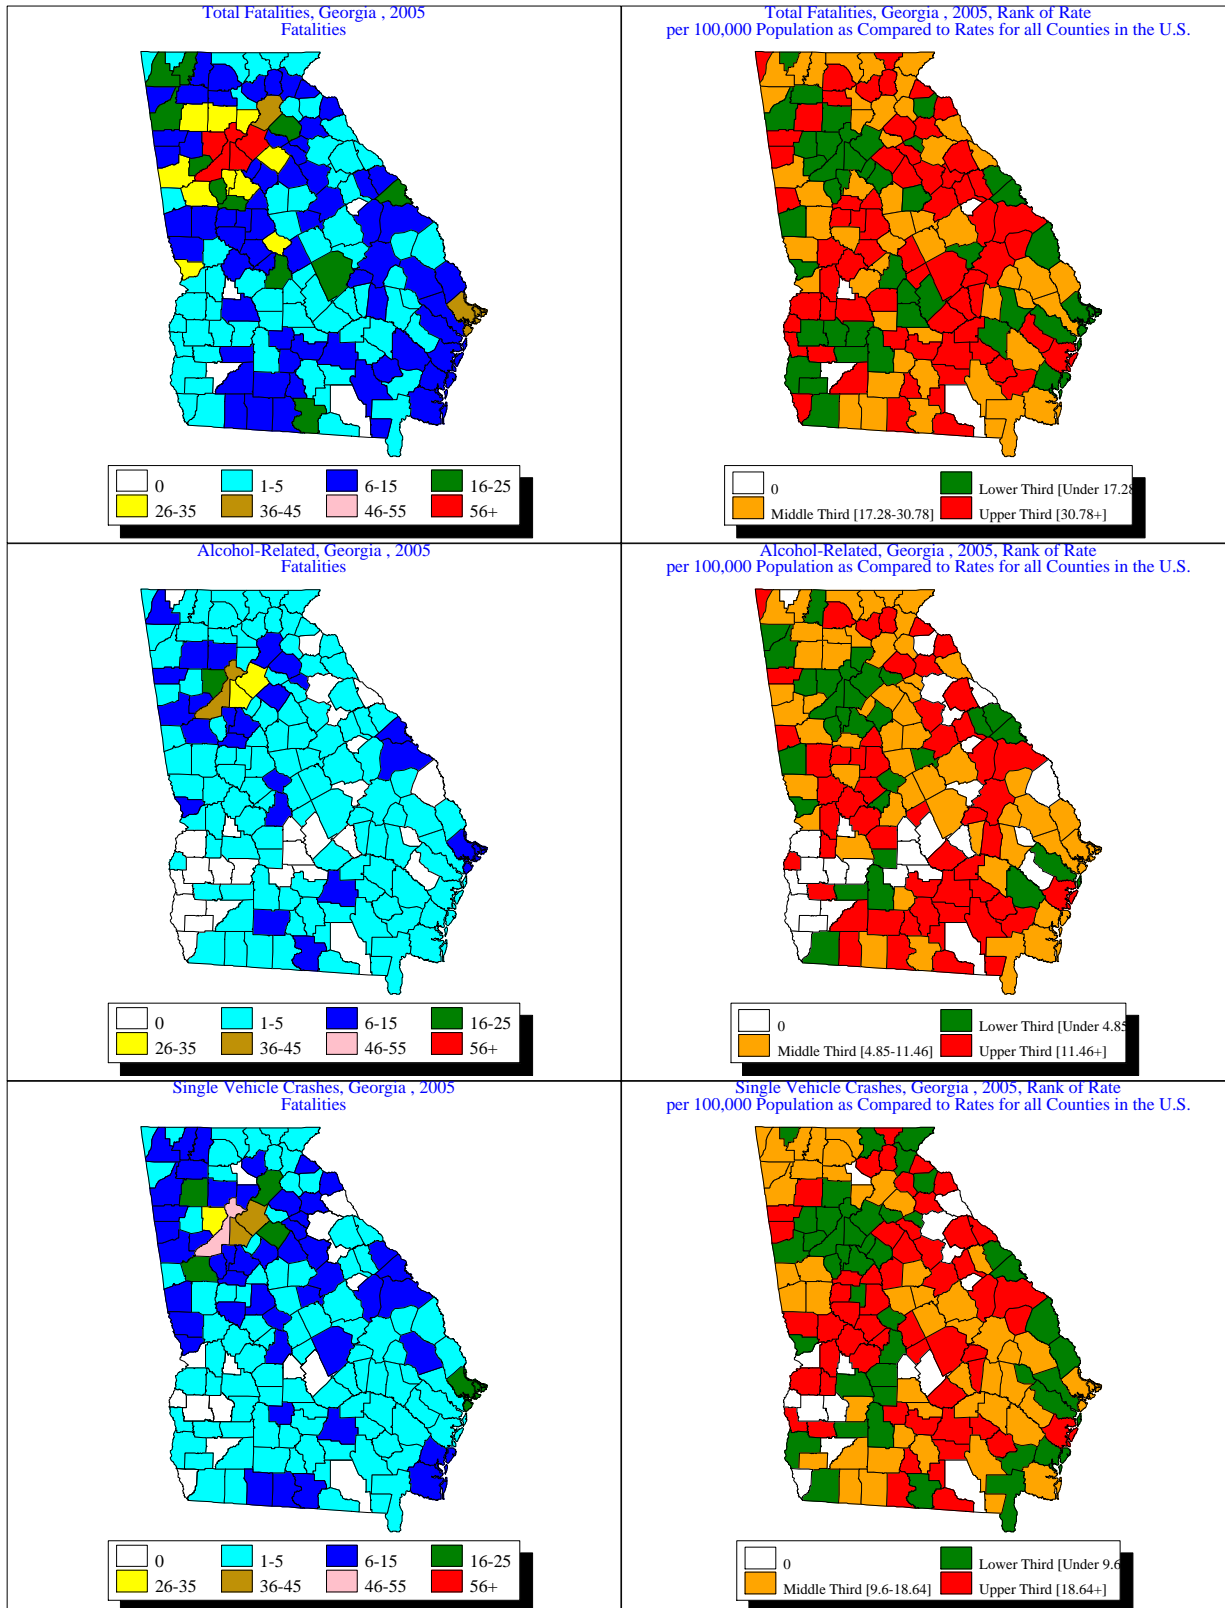 Total Fatalities, Georgia , 2005
Fatalities
0
1-5
6-15
16-25
26-35
36-45
46-55
56+
Total Fatalities, Georgia , 2005, Rank of Rate
per 100,000 Population as Compared to Rates for all Counties in the U.S.
0
Lower Third [Under 17.28
Middle Third [17.28-30.78]
Upper Third [30.78+]
Alcohol-Related, Georgia , 2005
Fatalities
0
1-5
6-15
16-25
26-35
36-45
46-55
56+
Alcohol-Related, Georgia , 2005, Rank of Rate
per 100,000 Population as Compared to Rates for all Counties in the U.S.
0
Lower Third [Under 4.85
Middle Third [4.85-11.46]
Upper Third [11.46+]
Single Vehicle Crashes, Georgia , 2005
Fatalities
0
1-5
6-15
16-25
26-35
36-45
46-55
56+
Single Vehicle Crashes, Georgia , 2005, Rank of Rate
per 100,000 Population as Compared to Rates for all Counties in the U.S.
0
Lower Third [Under 9.6
Middle Third [9.6-18.64]
Upper Third [18.64+]